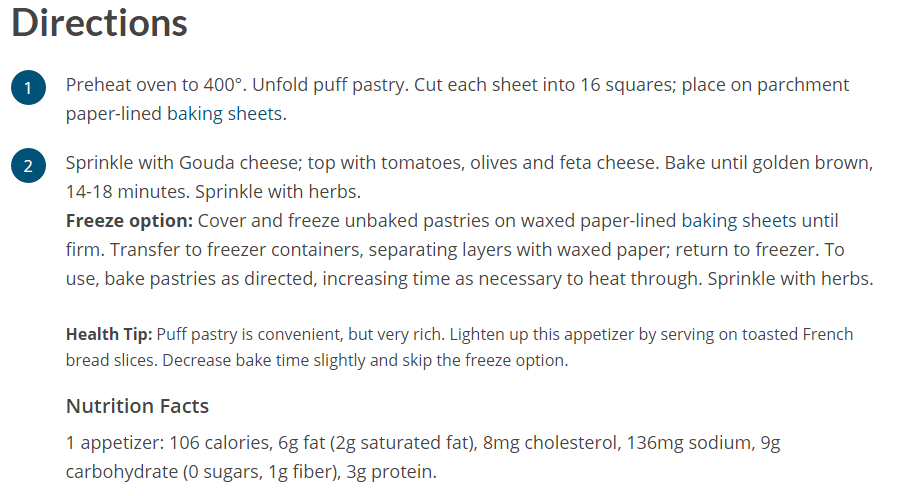 Directions
1
Preheat oven to 400°. Unfold puff pastry. Cut each sheet into 16 squares; place on parchment
paper-lined baking sheets.
2
Sprinkle with Gouda cheese; top with tomatoes, olives and feta cheese. Bake until golden brown,
14-18 minutes. Sprinkle with herbs.
Freeze option: Cover and freeze unbaked pastries on waxed paper-lined baking sheets until
firm. Transfer to freezer containers, separating layers with waxed paper; return to freezer. To
use, bake pastries as directed, increasing time as necessary to heat through. Sprinkle with herbs.
Health Tip: Puff pastry is convenient, but very rich. Lighten up this appetizer by serving on toasted French
bread slices. Decrease bake time slightly and skip the freeze option.
Nutrition Facts
1 appetizer: 106 calories, 6g fat (2g saturated fat), 8mg cholesterol, 136mg sodium, 9g
carbohydrate (0 sugars, 1g fiber), 3g protein.